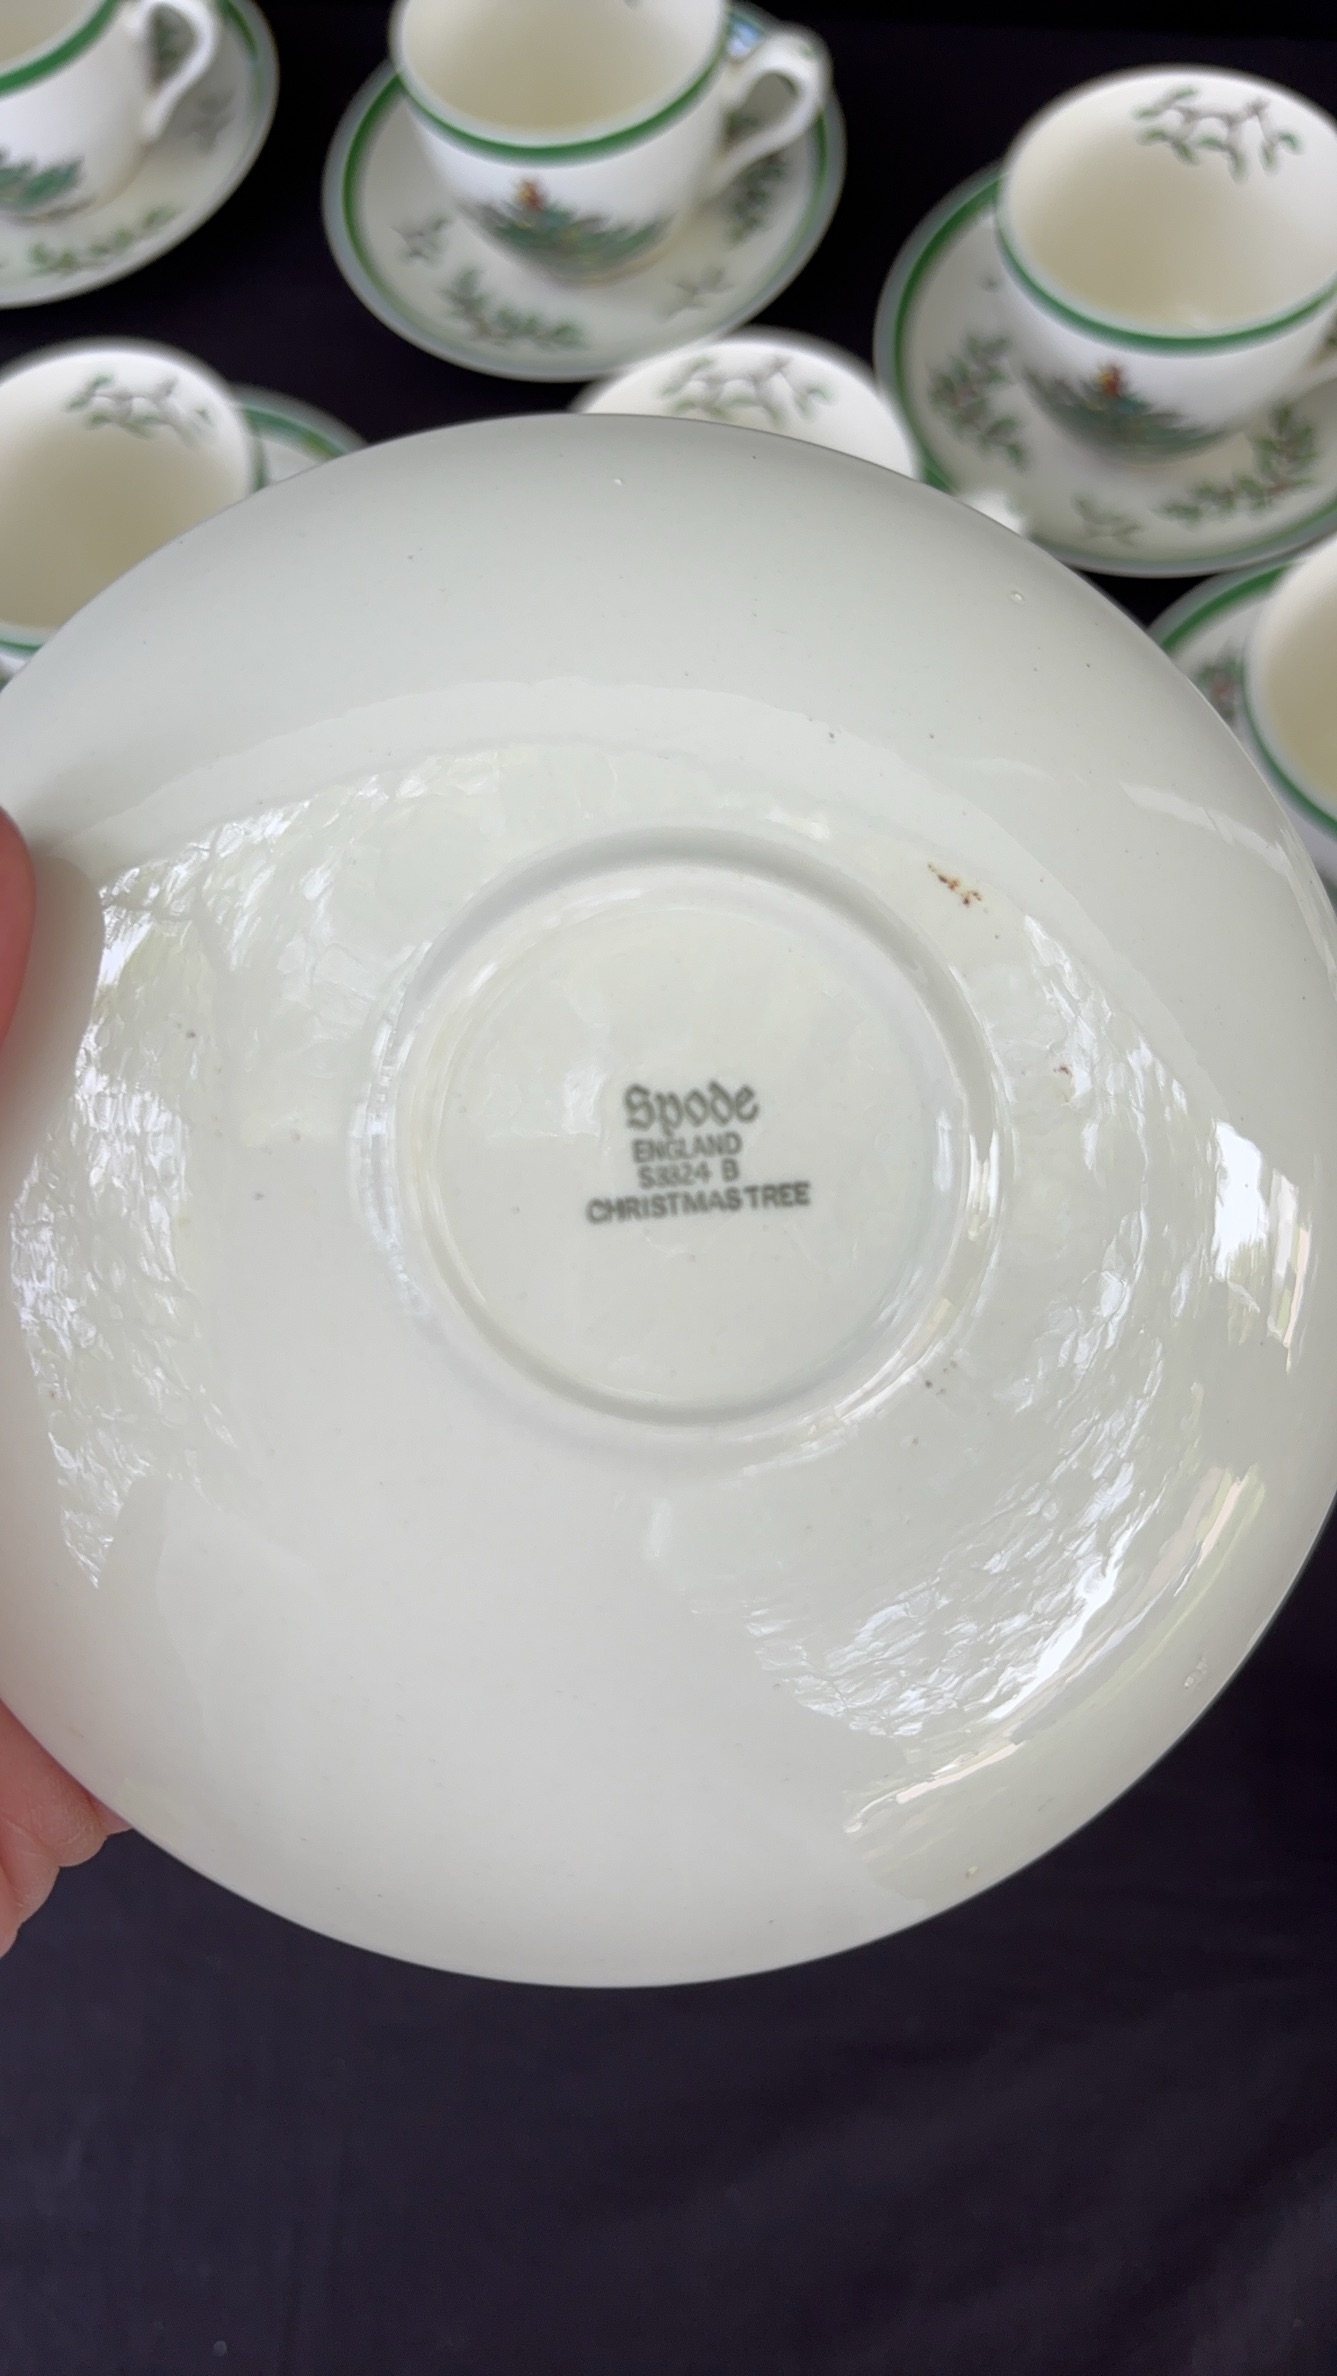 Spode
ENGLAND
S3324 B
CHRISTMAS TREE